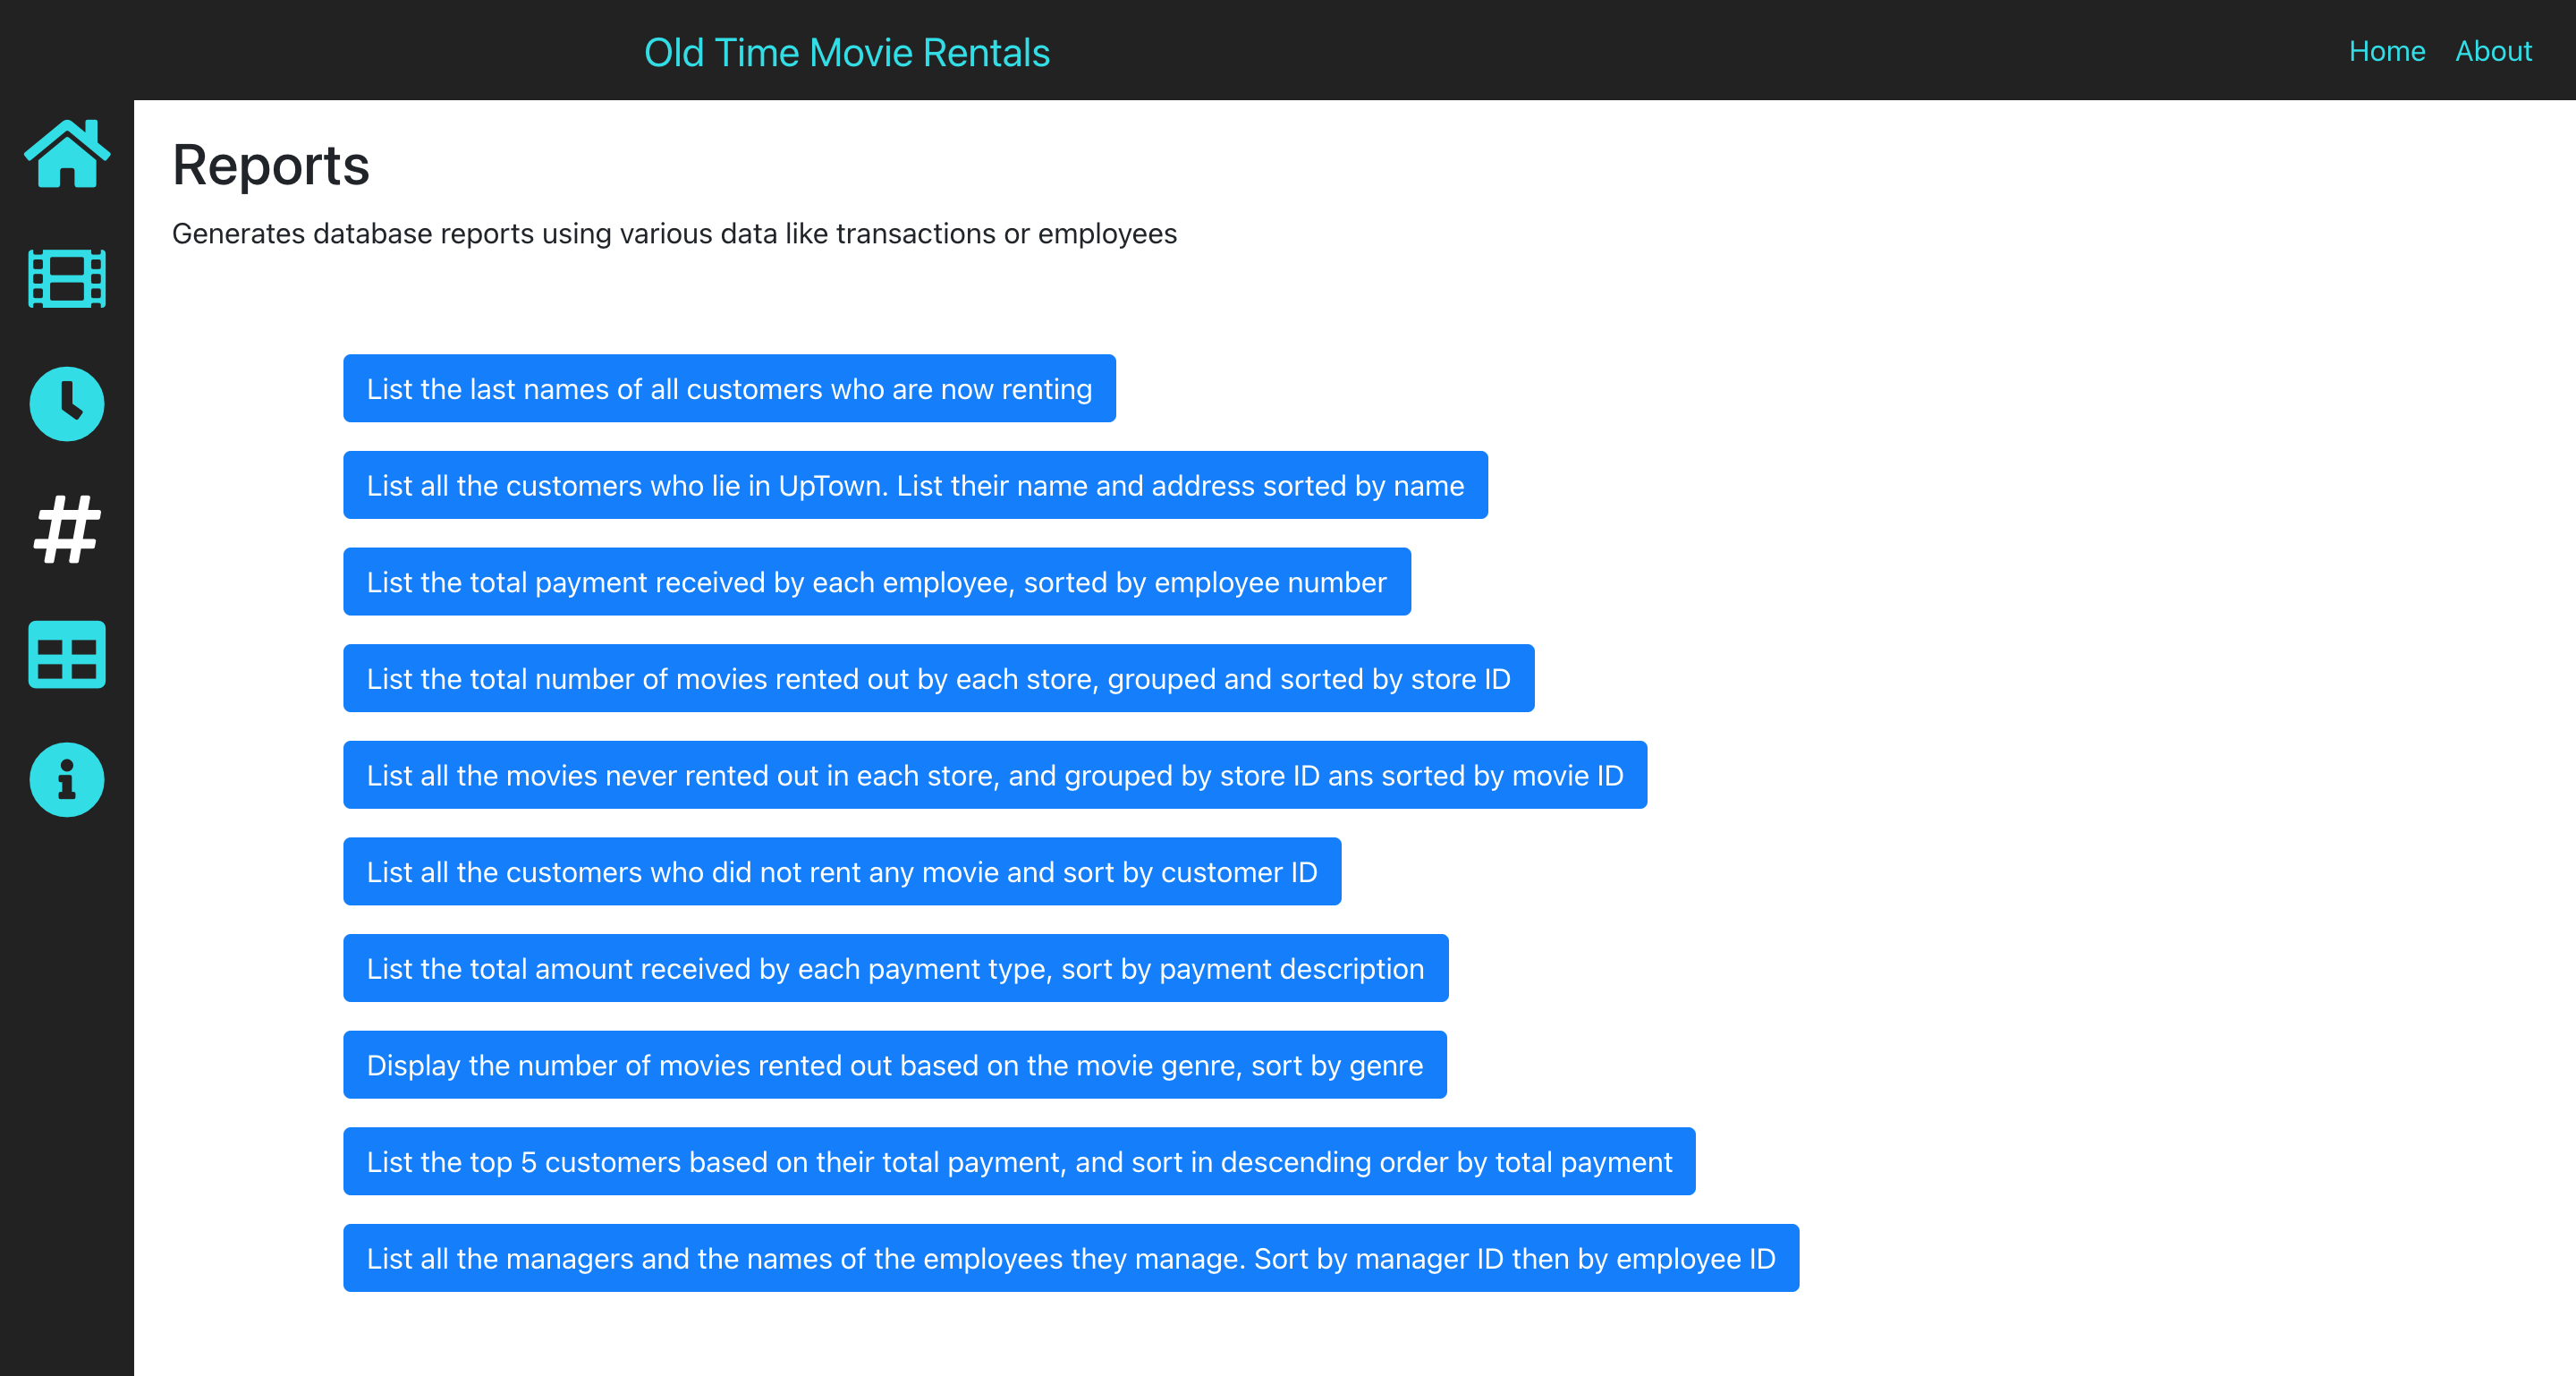 Old Time Movie Rentals
Home About
Reports
Generates database reports using various data like transactions or employees
List the last names of all customers who are now renting
List all the customers who lie in UpTown. List their name and address sorted by name
List the total payment received by each employee, sorted by employee number
List the total number of movies rented out by each store, grouped and sorted by store ID
List all the movies never rented out in each store, and grouped by store ID ans sorted by movie ID
List all the customers who did not rent any movie and sort by customer ID
List the total amount received by each payment type, sort by payment description
Display the number of movies rented out based on the movie genre, sort by genre
List the top 5 customers based on their total payment, and sort in descending order by total payment
List all the managers and the names of the employees they manage. Sort by manager ID then by employee ID